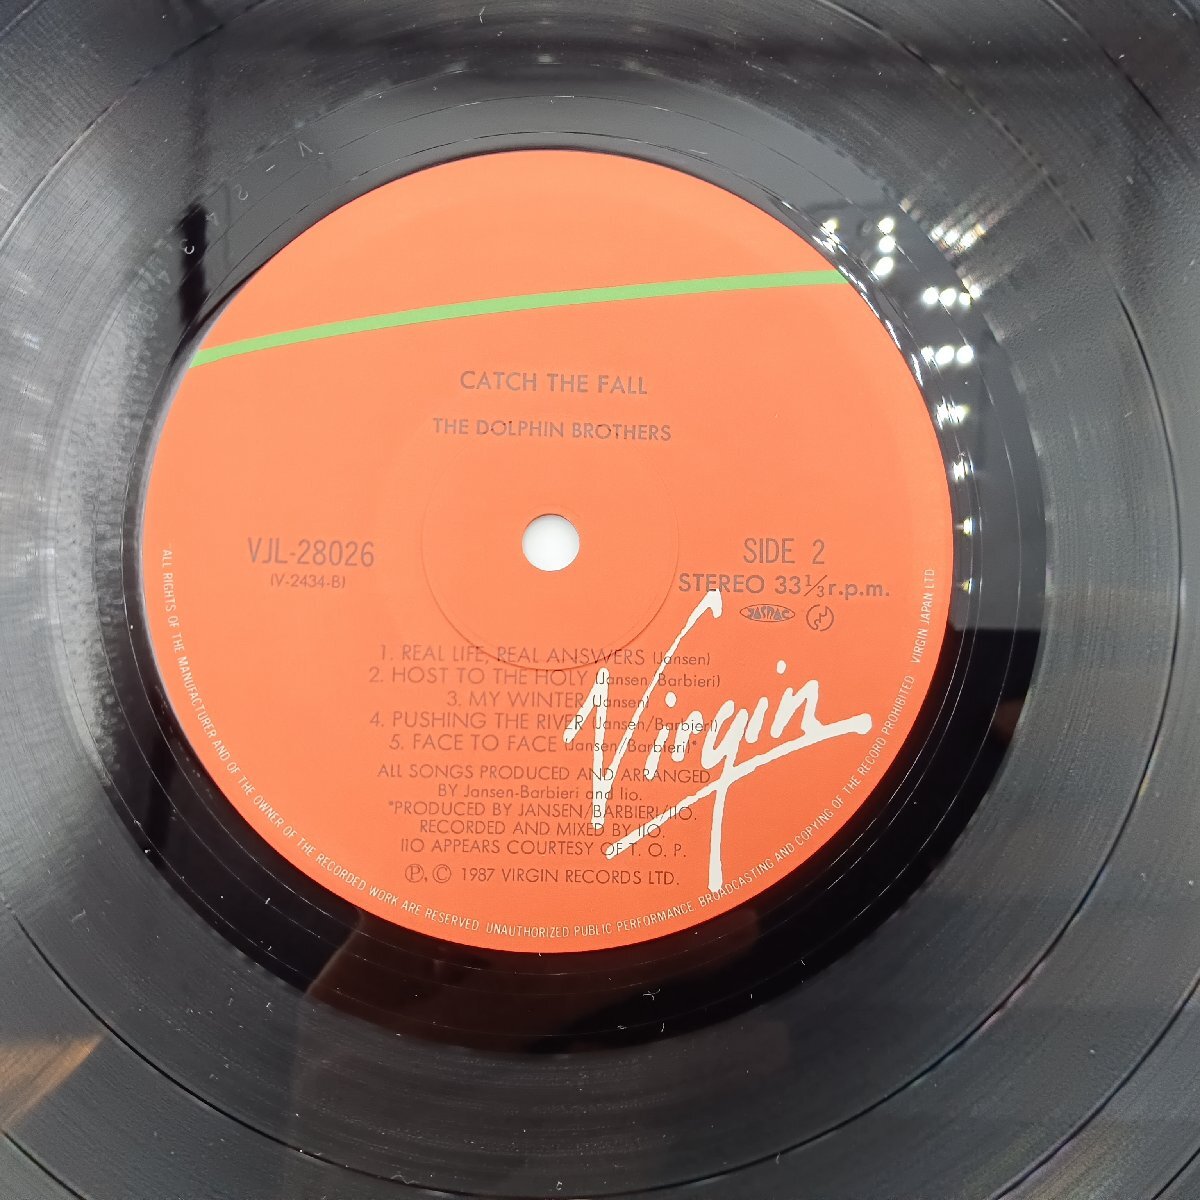 CATCH THE FALL
THE DOLPHIN BROTHERS
VJL-28026
(V-2434-B)
SIDE 2
STEREO 33 1/3 r.p.m.
JASRAC
1. REAL LIFE, REAL ANSWERS (Jansen)
2. HOST TO THE HOLY (Jansen/Barbieri)
3. MY WINTER (Jansen)
4. PUSHING THE RIVER (Jansen/Barbieri)
5. FACE TO FACE (Jansen/Barbieri)*
ALL SONGS PRODUCED AND ARRANGED
BY Jansen-Barbieri and Iio.
*PRODUCED BY JANSEN/BARBIERI/IIO.
RECORDED AND MIXED BY IIO.
IIO APPEARS COURTESY OF T. O. P.
Ⓟ, © 1987 VIRGIN RECORDS LTD.
Virgin
ALL RIGHTS OF THE MANUFACTURER AND OF THE OWNER OF THE RECORDED WORK ARE RESERVED. UNAUTHORIZED PUBLIC PERFORMANCE BROADCASTING AND COPYING OF THE RECORD PROHIBITED VIRGIN JAPAN LTD